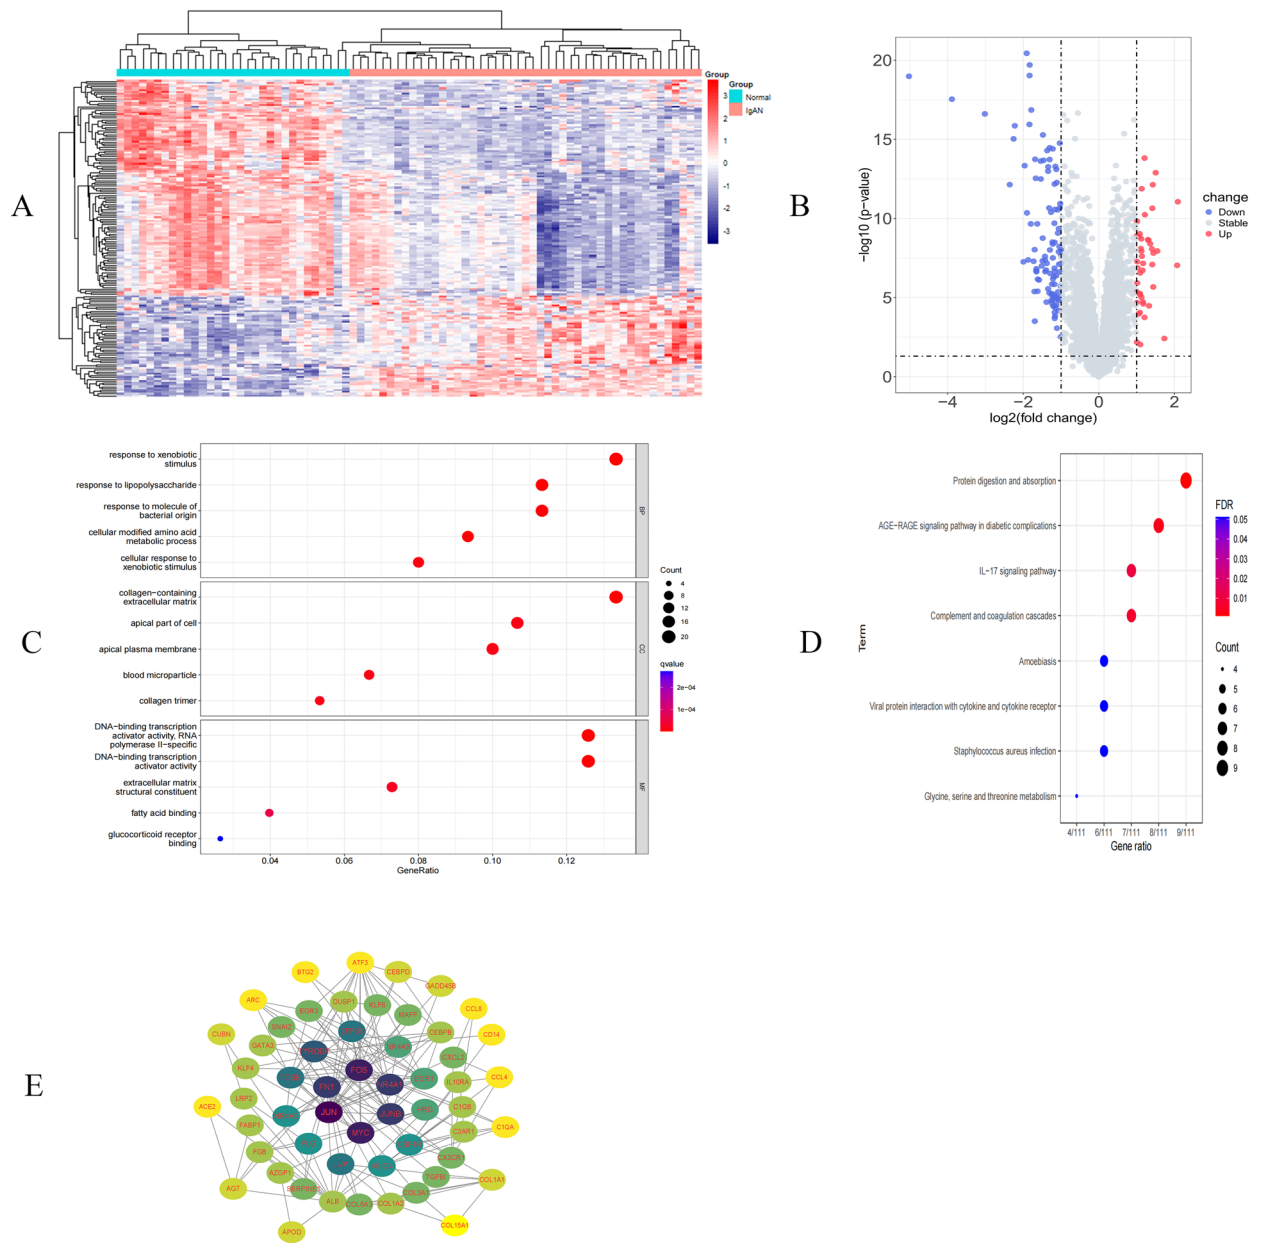 A
Group
3
2
1
0
-1
-2
-3
Group
Normal
IgAN
B
−log10 (p−value)
20
15
10
5
0
−4
−2
0
2
log2(fold change)
change
Down
Stable
Up
C
response to xenobiotic
stimulus
response to lipopolysaccharide
response to molecule of
bacterial origin
cellular modified amino acid
metabolic process
cellular response to
xenobiotic stimulus
BP
collagen−containing
extracellular matrix
apical part of cell
apical plasma membrane
blood microparticle
collagen trimer
CC
DNA−binding transcription
activator activity, RNA
polymerase II−specific
DNA−binding transcription
activator activity
extracellular matrix
structural constituent
fatty acid binding
glucocorticoid receptor
binding
MF
0.04
0.06
0.08
0.10
0.12
GeneRatio
Count
4
8
12
16
20
qvalue
2e−04
1e−04
D
Term
Protein digestion and absorption
AGE−RAGE signaling pathway in diabetic complications
IL−17 signaling pathway
Complement and coagulation cascades
Amoebiasis
Viral protein interaction with cytokine and cytokine receptor
Staphylococcus aureus infection
Glycine, serine and threonine metabolism
4/111
6/111
7/111
8/111
9/111
Gene ratio
FDR
0.05
0.04
0.03
0.02
0.01
Count
4
5
6
7
8
9
E
ATF3
BTG2
CEBPD
GADD45B
ARC
EGR3
DUSP1
KLF6
MAFF
CCL8
SNAI2
CUBN
GATA3
CEBPB
CD14
NR4A2
CXCL2
KLF4
FOS
FN1
NR4A1
IL10RA
CCL4
LRP2
ACE2
JUN
JUNB
C1QB
FABP1
MYC
C3AR1
C1QA
FGB
CX3CR1
AZGP1
TGFBI
AGT
SERPINE1
COL3A1
COL1A1
ALB
COL6A3
COL1A2
COL15A1
APOD